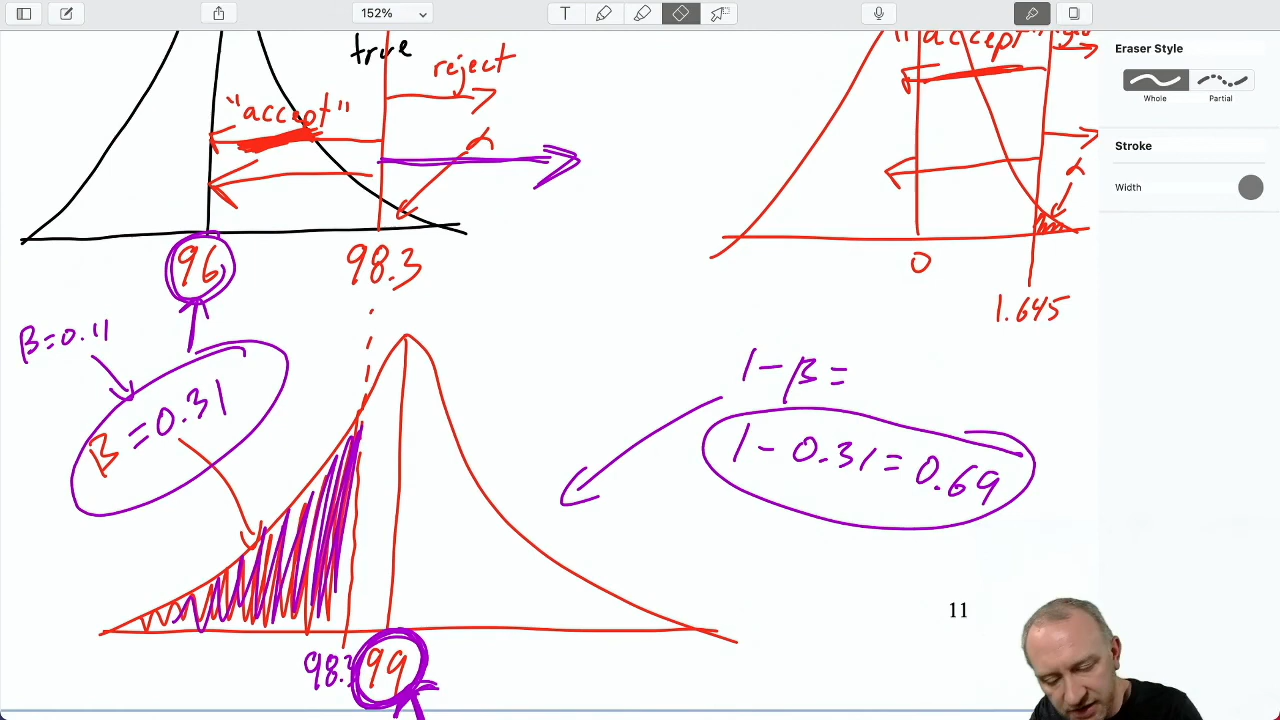 152%
T
true
reject
"accept"
α
96
98.3
"accept"
α
0
1.645
Eraser Style
Whole
Partial
Stroke
Width
β=0.11
β=0.31
1-β=
1-0.31=0.69
98.3
99
11